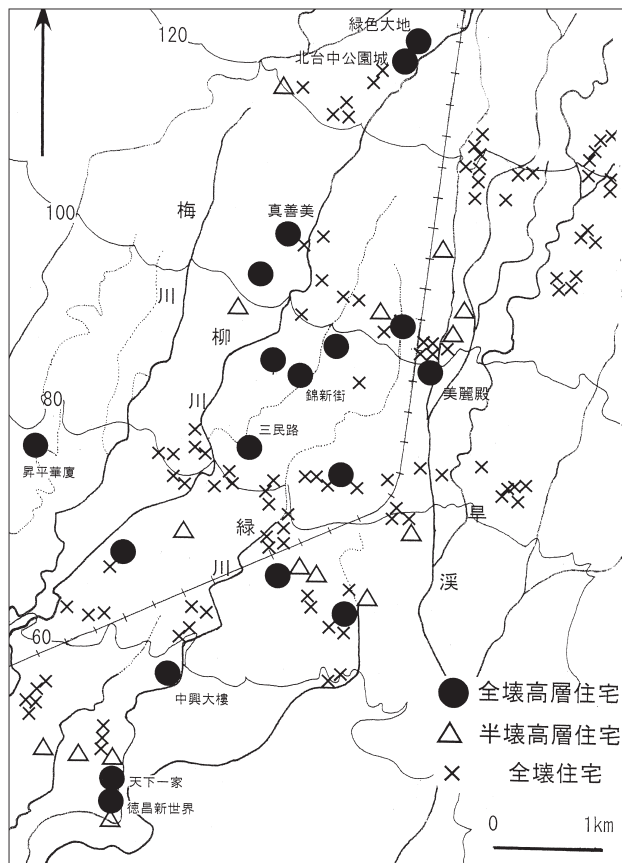 緑色大地
120
北台中公園城
梅
100
真善美
川
柳
錦新街
美麗殿
80
川
三民路
昇平華廈
緑
旱
川
渓
60
中興大樓
全壊高層住宅
半壊高層住宅
天下一家
全壊住宅
徳昌新世界
0 1km